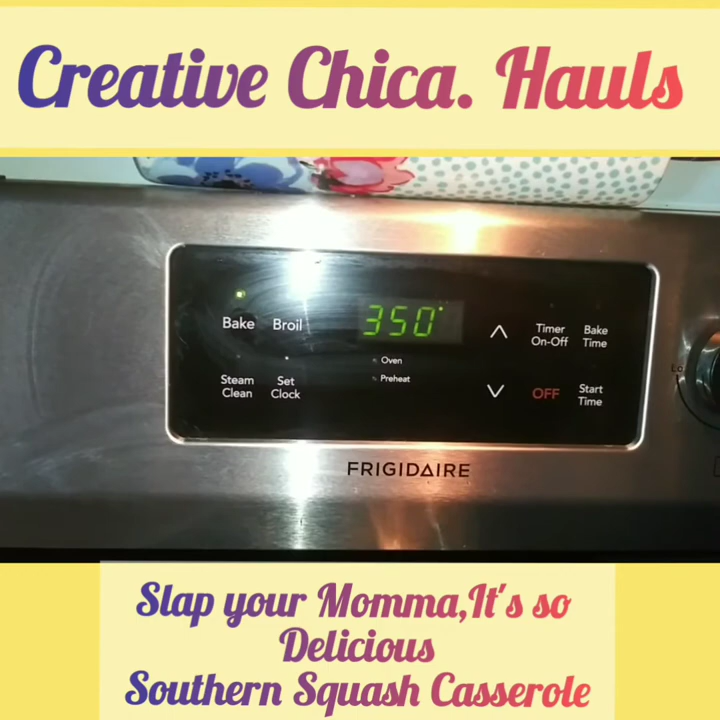 Creative Chica. Hauls
Bake Broil
350°
Timer On-Off
Bake Time
Oven
Preheat
Steam Clean
Set Clock
OFF
Start Time
Lo
FRIGIDAIRE
Slap your Momma,It's so
Delicious
Southern Squash Casserole